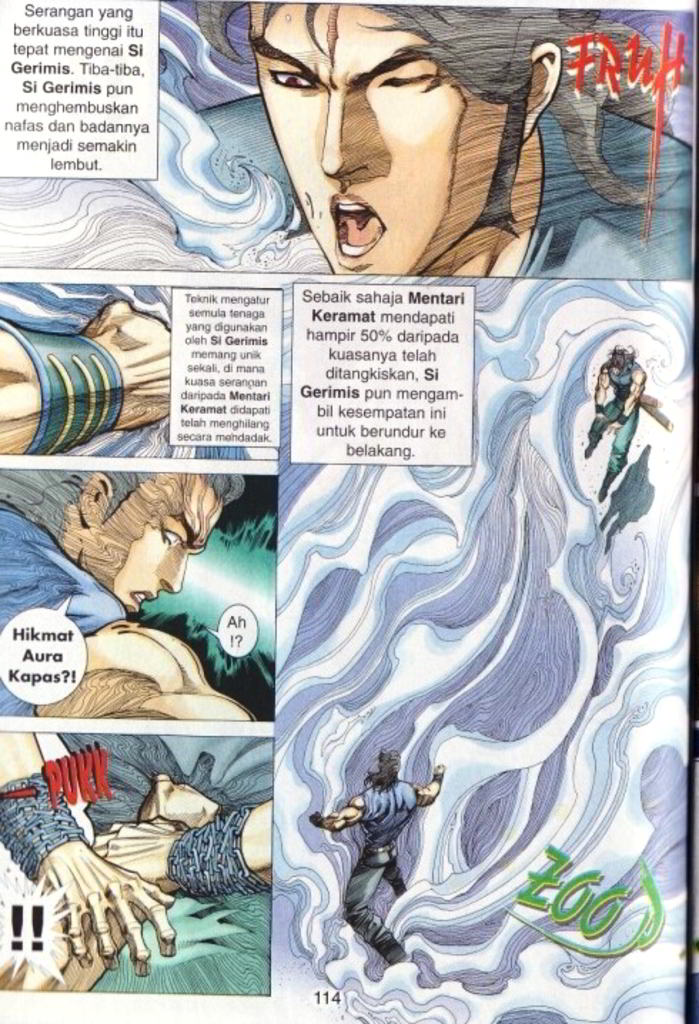 Serangan yang
berkuasa tinggi itu
tepat mengenai Si
Gerimis. Tiba-tiba,
Si Gerimis pun
menghembuskan
nafas dan badannya
menjadi semakin
lembut.
FRUH
Teknik mengatur
semula tenaga
yang digunakan
oleh Si Gerimis
memang unik
sekali, di mana
kuasa serangan
daripada Mentari
Keramat didapati
telah menghilang
secara mendadak.
Sebaik sahaja Mentari
Keramat mendapati
hampir 50% daripada
kuasanya telah
ditangkiskan, Si
Gerimis pun mengam-
bil kesempatan ini
untuk berundur ke
belakang.
Ah
!?
Hikmat
Aura
Kapas?!
PUKK
!!
ZOO
114